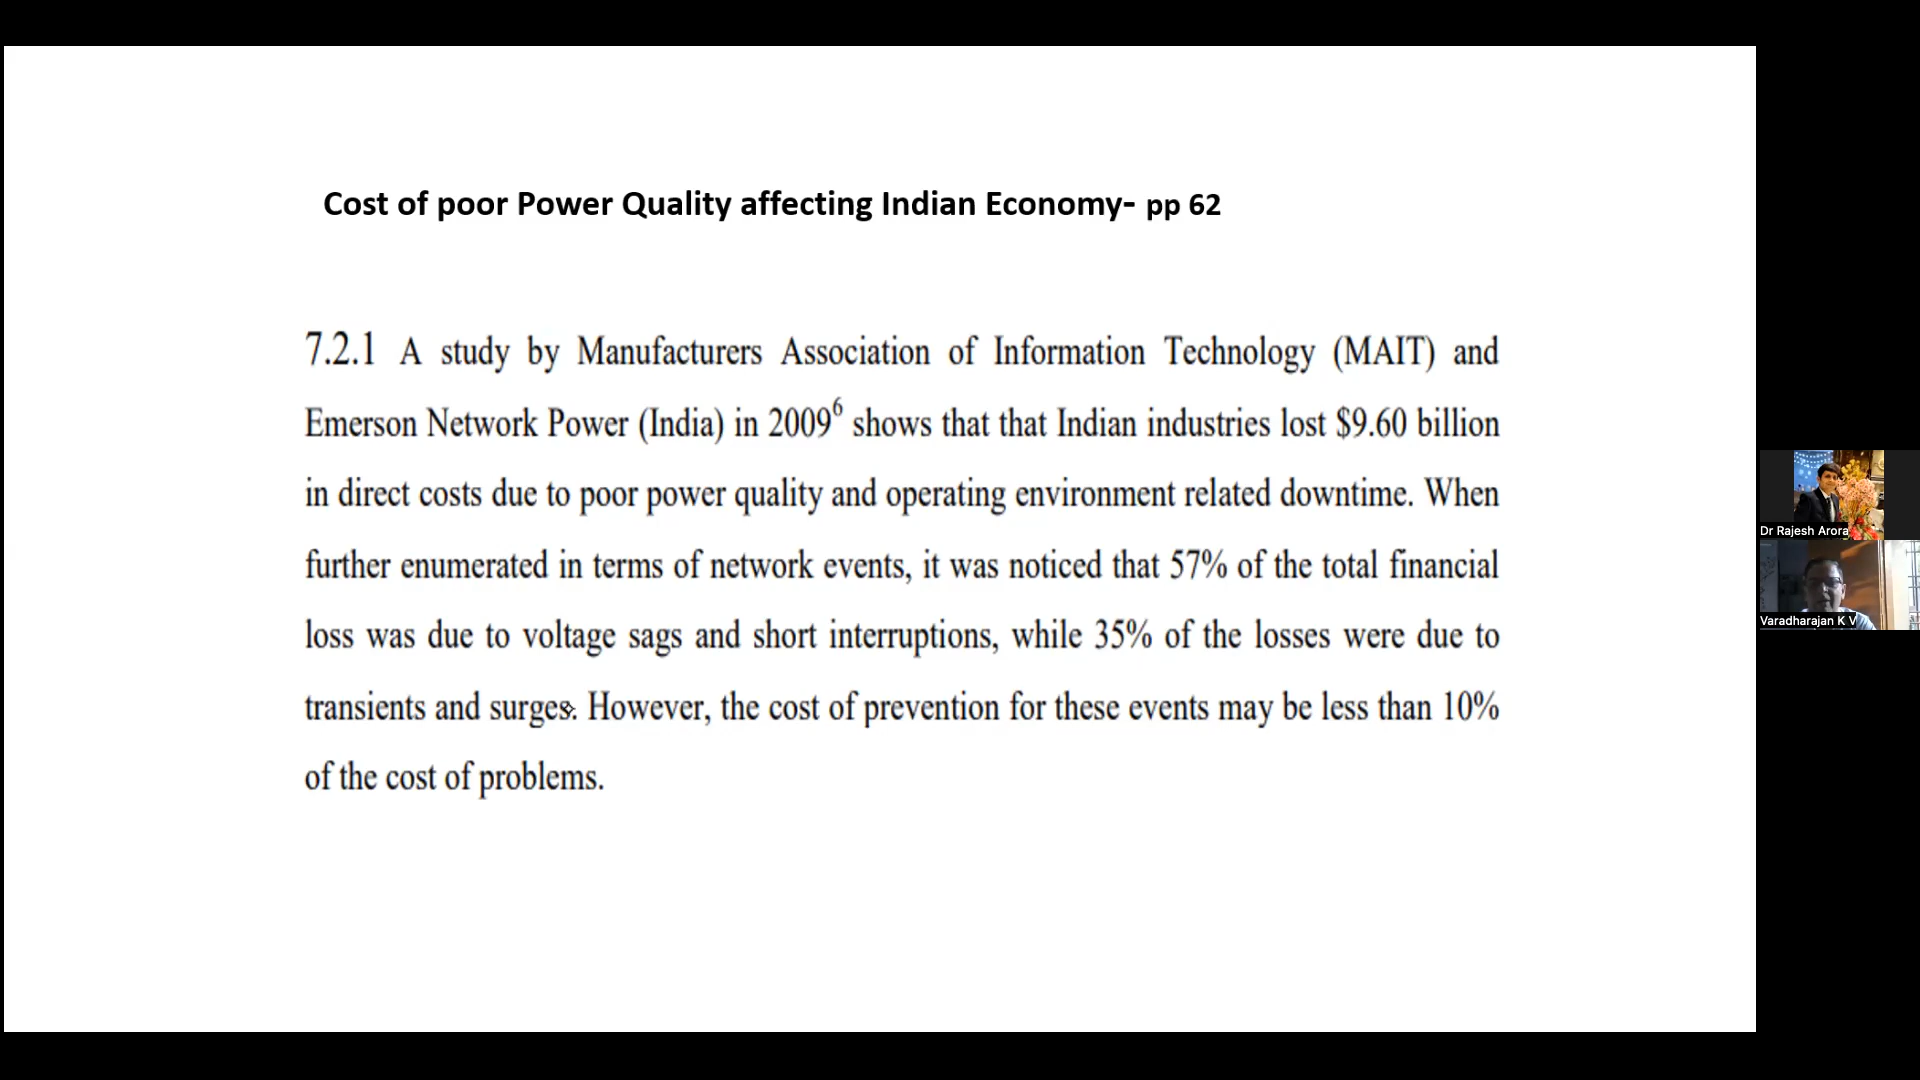 Cost of poor Power Quality affecting Indian Economy- pp 62
7.2.1 A study by Manufacturers Association of Information Technology (MAIT) and
Emerson Network Power (India) in 2009⁶ shows that that Indian industries lost $9.60 billion
in direct costs due to poor power quality and operating environment related downtime. When
further enumerated in terms of network events, it was noticed that 57% of the total financial
loss was due to voltage sags and short interruptions, while 35% of the losses were due to
transients and surges. However, the cost of prevention for these events may be less than 10%
of the cost of problems.
Dr Rajesh Arora
Varadharajan K V